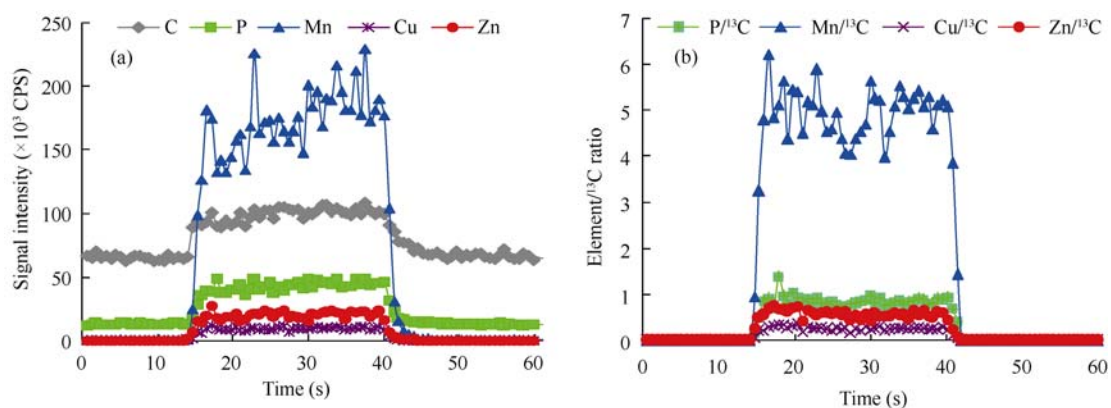 C P Mn Cu Zn
(a)
Signal intensity (×10³ CPS)
250
200
150
100
50
0
0 10 20 30 40 50 60
Time (s)
P/¹³C Mn/¹³C Cu/¹³C Zn/¹³C
(b)
Element/¹³C ratio
7
6
5
4
3
2
1
0
0 10 20 30 40 50 60
Time (s)